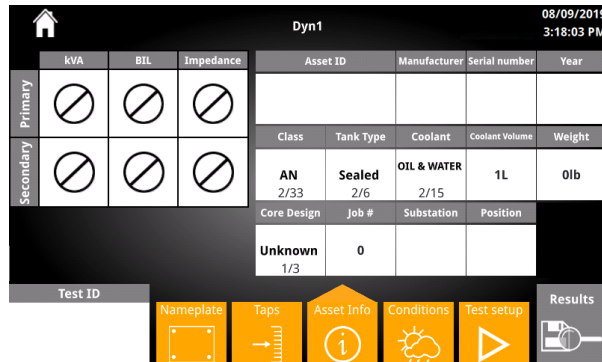 Dyn1
08/09/2019
3:18:03 PM
kVA BIL Impedance
Primary
Secondary
Asset ID Manufacturer Serial number Year
Class Tank Type Coolant Coolant Volume Weight
AN Sealed OIL & WATER 1L 0lb
2/33 2/6 2/15
Core Design Job # Substation Position
Unknown 0
1/3
Test ID
Nameplate Taps Asset Info Conditions Test setup
Results